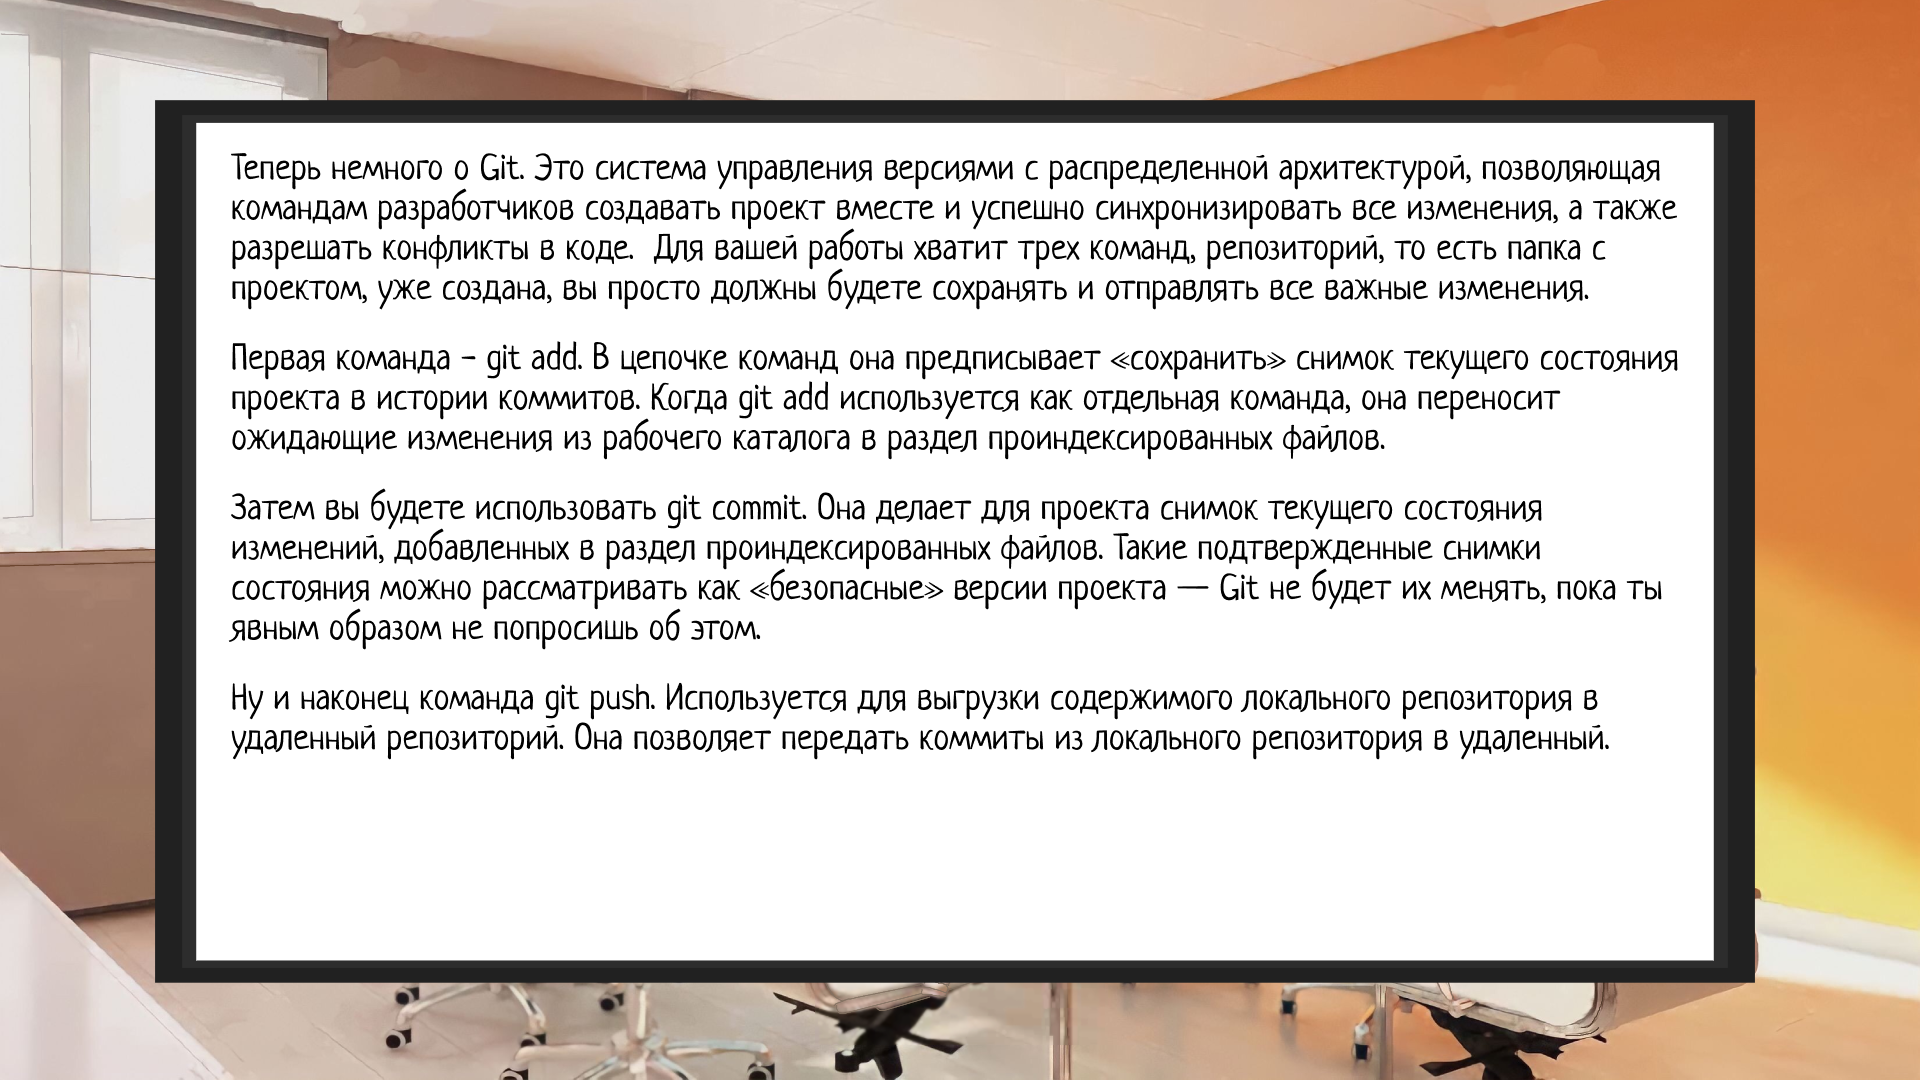 Теперь немного о Git. Это система управления версиями с распределенной архитектурой, позволяющая
командам разработчиков создавать проект вместе и успешно синхронизировать все изменения, а также
разрешать конфликты в коде.  Для вашей работы хватит трех команд, репозиторий, то есть папка с
проектом, уже создана, вы просто должны будете сохранять и отправлять все важные изменения.
Первая команда - git add. В цепочке команд она предписывает «сохранить» снимок текущего состояния
проекта в истории коммитов. Когда git add используется как отдельная команда, она переносит
ожидающие изменения из рабочего каталога в раздел проиндексированных файлов.
Затем вы будете использовать git commit. Она делает для проекта снимок текущего состояния
изменений, добавленных в раздел проиндексированных файлов. Такие подтвержденные снимки
состояния можно рассматривать как «безопасные» версии проекта — Git не будет их менять, пока ты
явным образом не попросишь об этом.
Ну и наконец команда git push. Используется для выгрузки содержимого локального репозитория в
удаленный репозиторий. Она позволяет передать коммиты из локального репозитория в удаленный.